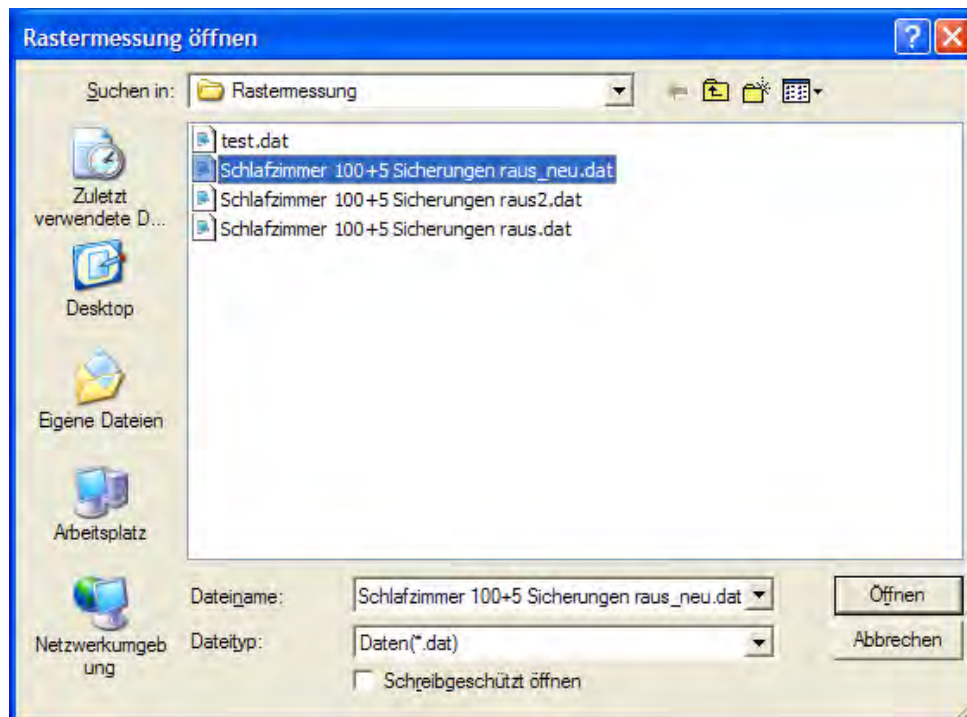 Rastermessung öffnen
Suchen in: Rastermessung
test.dat
Schlafzimmer 100+5 Sicherungen raus_neu.dat
Schlafzimmer 100+5 Sicherungen raus2.dat
Schlafzimmer 100+5 Sicherungen raus.dat
Zuletzt
verwendete D...
Desktop
Eigene Dateien
Arbeitsplatz
Netzwerkumgeb
ung
Dateiname: Schlafzimmer 100+5 Sicherungen raus_neu.dat Öffnen
Dateityp: Daten(*.dat) Abbrechen
Schreibgeschützt öffnen